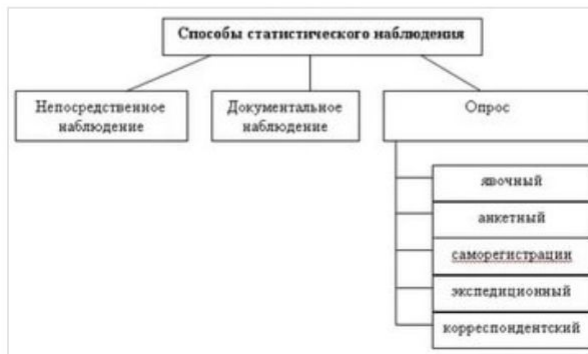 Способы статистического наблюдения
Непосредственное
наблюдение
Документальное
наблюдение
Опрос
явочный
анкетный
саморегистрации
экспедиционный
корреспондентский